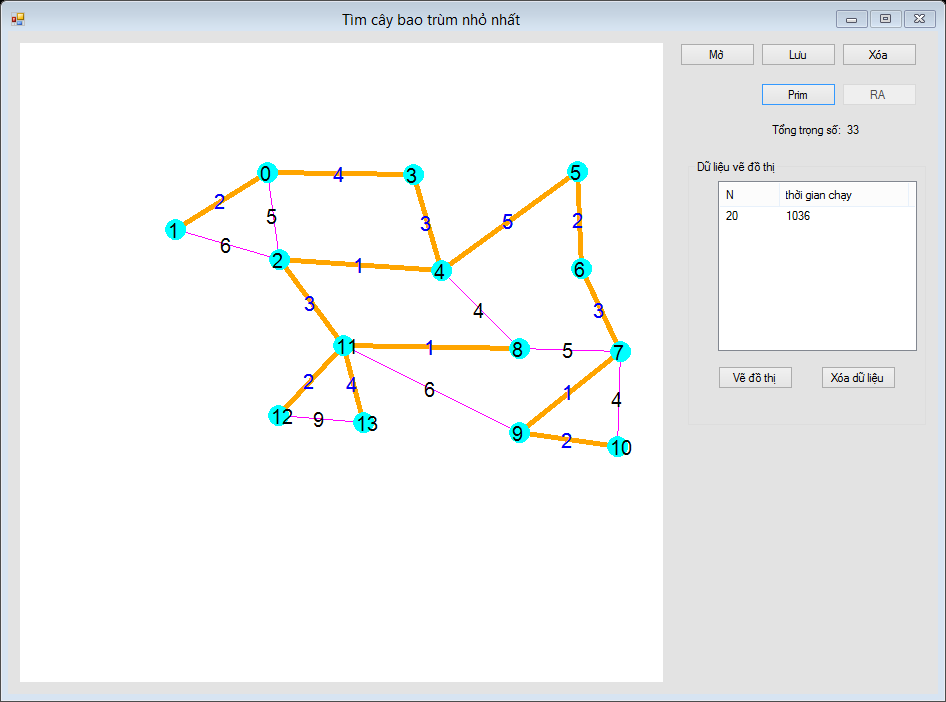 Tìm cây bao trùm nhỏ nhất
Mở Lưu Xóa
Prim RA
Tổng trọng số: 33
Dữ liệu vẽ đồ thị
N thời gian chạy
20 1036
Vẽ đồ thị Xóa dữ liệu
0 4 3 5
2 5 3 5 2
1 6 2 1 4 6
3 4 3
11 1 8 5 7
2 4 6 1 4
12 9 13 9 2 10